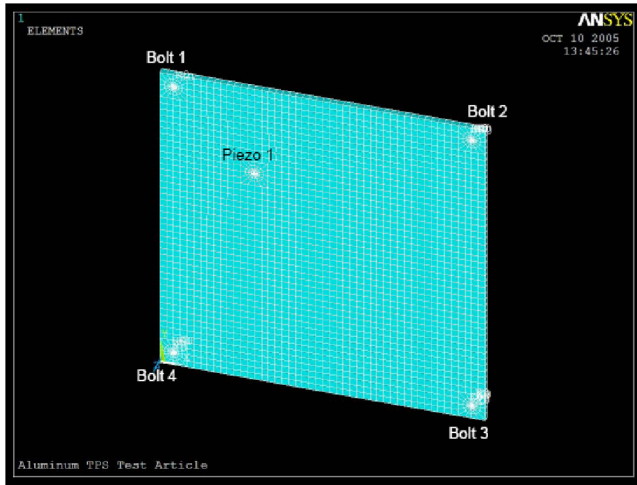 1
ELEMENTS
ANSYS
OCT 10 2005
13:45:26
Bolt 1
Bolt 2
Piezo 1
Bolt 4
Bolt 3
Aluminum TPS Test Article